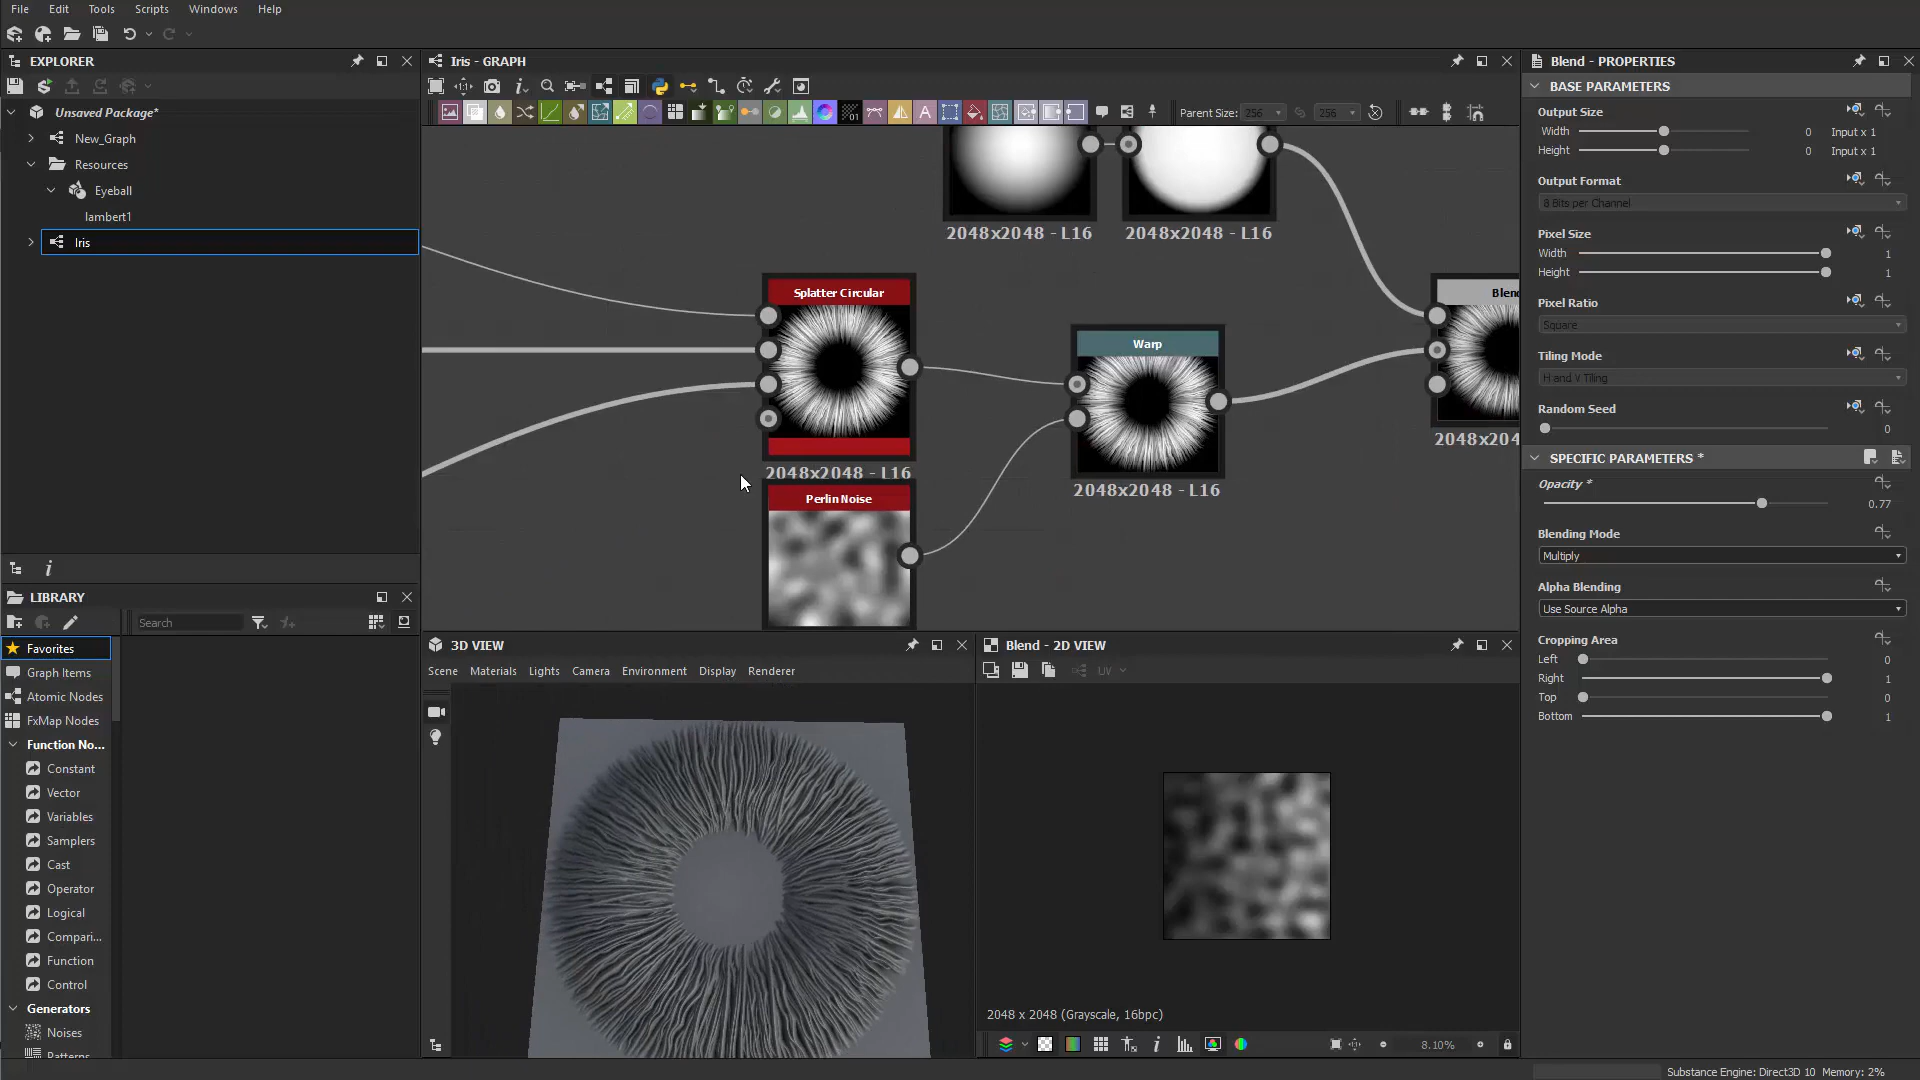 File Edit Tools Scripts Windows Help
EXPLORER
Unsaved Package*
New_Graph
Resources
Eyeball
lambert1
Iris
LIBRARY
Search
Favorites
Graph Items
Atomic Nodes
FxMap Nodes
Function No...
Constant
Vector
Variables
Samplers
Cast
Operator
Logical
Compari...
Function
Control
Generators
Noises
Patterns
Iris - GRAPH
Parent Size: 256 256
2048x2048 - L16
2048x2048 - L16
Splatter Circular
2048x2048 - L16
Perlin Noise
Warp
2048x2048 - L16
Blend
2048x204
3D VIEW
Scene Materials Lights Camera Environment Display Renderer
Blend - 2D VIEW
UV
2048 x 2048 (Grayscale, 16bpc)
8.10%
Blend - PROPERTIES
BASE PARAMETERS
Output Size
Width 0 Input x 1
Height 0 Input x 1
Output Format
8 Bits per Channel
Pixel Size
Width 1
Height 1
Pixel Ratio
Square
Tiling Mode
H and V Tiling
Random Seed
0
SPECIFIC PARAMETERS *
Opacity *
0.77
Blending Mode
Multiply
Alpha Blending
Use Source Alpha
Cropping Area
Left 0
Right 1
Top 0
Bottom 1
Substance Engine: Direct3D 10 Memory: 2%